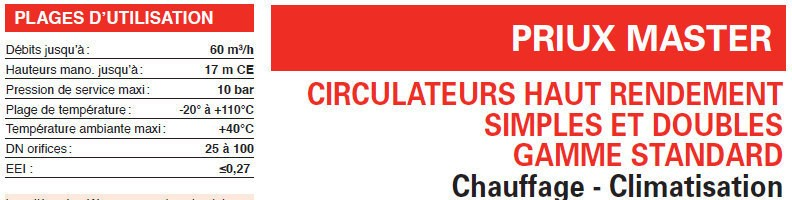 PLAGES D'UTILISATION
Débits jusqu'à : 60 m³/h
Hauteurs mano. jusqu'à : 17 m CE
Pression de service maxi : 10 bar
Plage de température : -20° à +110°C
Température ambiante maxi : +40°C
DN orifices : 25 à 100
EEI : ≤0,27
PRIUX MASTER
CIRCULATEURS HAUT RENDEMENT
SIMPLES ET DOUBLES
GAMME STANDARD
Chauffage - Climatisation